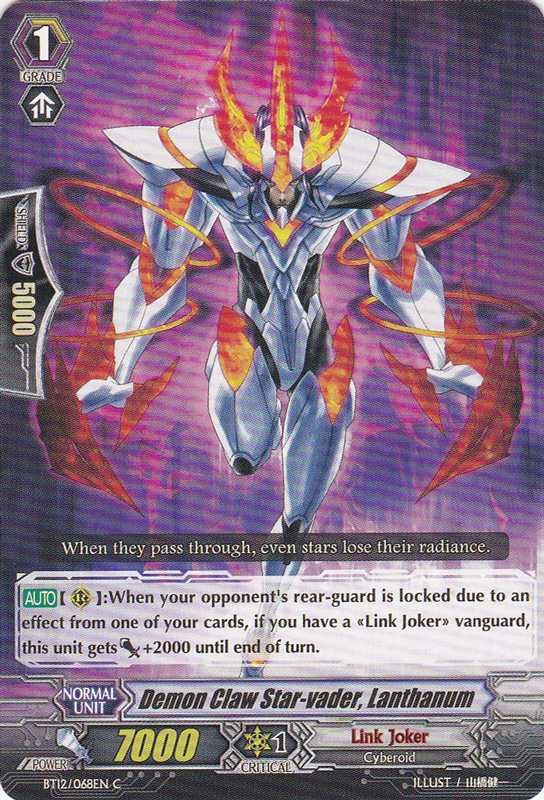 1
GRADE
SHIELD
5000
When they pass through, even stars lose their radiance.
AUTO【 R 】:When your opponent's rear-guard is locked due to an
effect from one of your cards, if you have a «Link Joker» vanguard,
this unit gets +2000 until end of turn.
NORMAL
UNIT
Demon Claw Star-vader, Lanthanum
POWER
7000
1
CRITICAL
Link Joker
Cyberoid
BT12/068EN C
ILLUST / 山橋健一